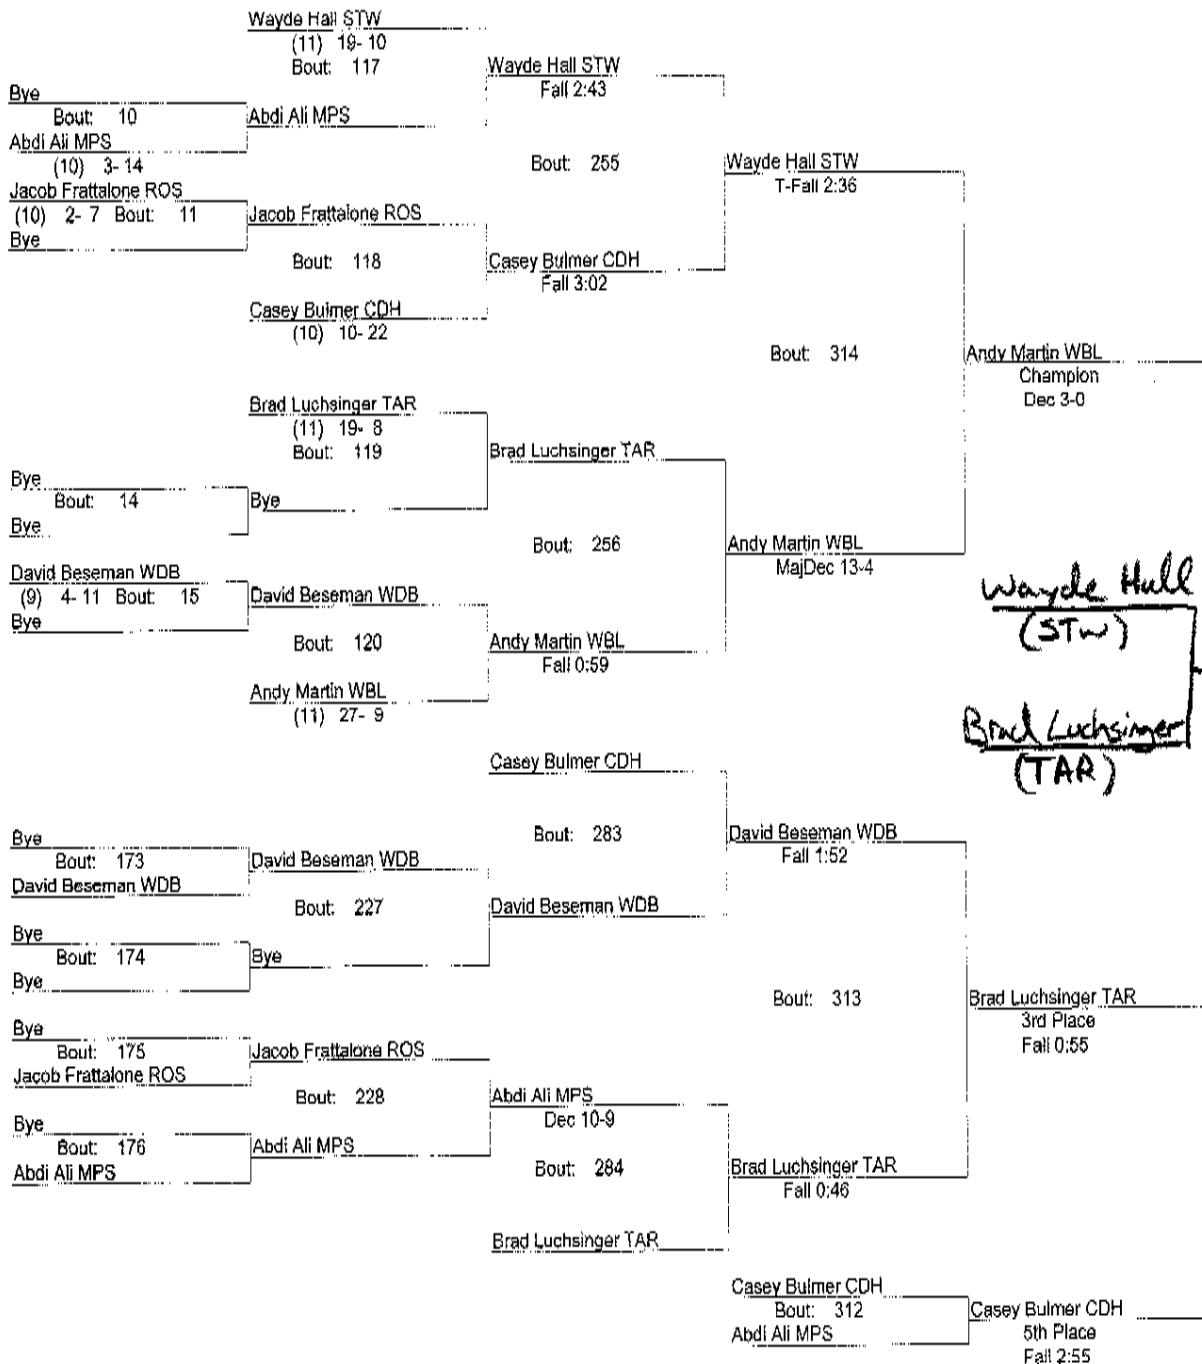 Wayde Hall STW
(11) 19- 10
Bout: 117
Wayde Hall STW
Fall 2:43
Bye
Bout: 10
Abdi Ali MPS
Abdi Ali MPS
(10) 3- 14
Bout: 255
Wayde Hall STW
T-Fall 2:36
Jacob Frattalone ROS
(10) 2- 7 Bout: 11
Jacob Frattalone ROS
Bye
Bout: 118
Casey Bulmer CDH
Fall 3:02
Casey Bulmer CDH
(10) 10- 22
Bout: 314
Andy Martin WBL
Champion
Dec 3-0
Brad Luchsinger TAR
(11) 19- 8
Bout: 119
Brad Luchsinger TAR
Bye
Bout: 14
Bye
Bye
Bout: 256
Andy Martin WBL
MajDec 13-4
David Beseman WDB
(9) 4- 11 Bout: 15
David Beseman WDB
Bye
Bout: 120
Andy Martin WBL
Fall 0:59
Andy Martin WBL
(11) 27- 9
Wayde Hall
(STW)
Brad Luchsinger
(TAR)
Casey Bulmer CDH
Bout: 283
David Beseman WDB
Fall 1:52
Bye
Bout: 173
David Beseman WDB
David Beseman WDB
Bout: 227
David Beseman WDB
Bye
Bout: 174
Bye
Bye
Bout: 313
Brad Luchsinger TAR
3rd Place
Fall 0:55
Bye
Bout: 175
Jacob Frattalone ROS
Jacob Frattalone ROS
Bout: 228
Abdi Ali MPS
Dec 10-9
Bye
Bout: 176
Abdi Ali MPS
Abdi Ali MPS
Bout: 284
Brad Luchsinger TAR
Fall 0:46
Brad Luchsinger TAR
Casey Bulmer CDH
Bout: 312
Abdi Ali MPS
Casey Bulmer CDH
5th Place
Fall 2:55